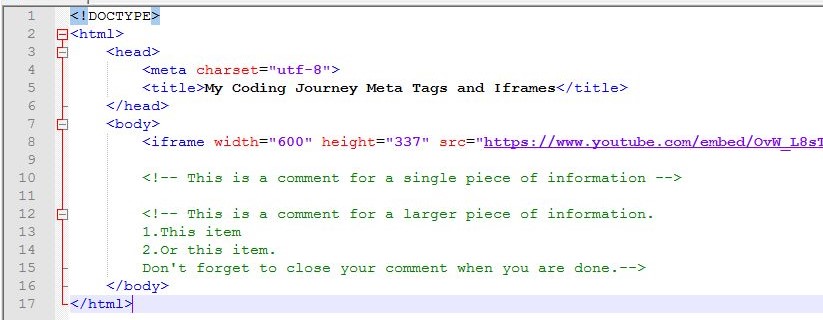 1 <!DOCTYPE>
2 <html>
3 <head>
4 <meta charset="utf-8">
5 <title>My Coding Journey Meta Tags and Iframes</title>
6 </head>
7 <body>
8 <iframe width="600" height="337" src="https://www.youtube.com/embed/OvW_L8sT
9
10 <!-- This is a comment for a single piece of information -->
11
12 <!-- This is a comment for a larger piece of information.
13 1.This item
14 2.Or this item.
15 Don't forget to close your comment when you are done.-->
16 </body>
17 </html>